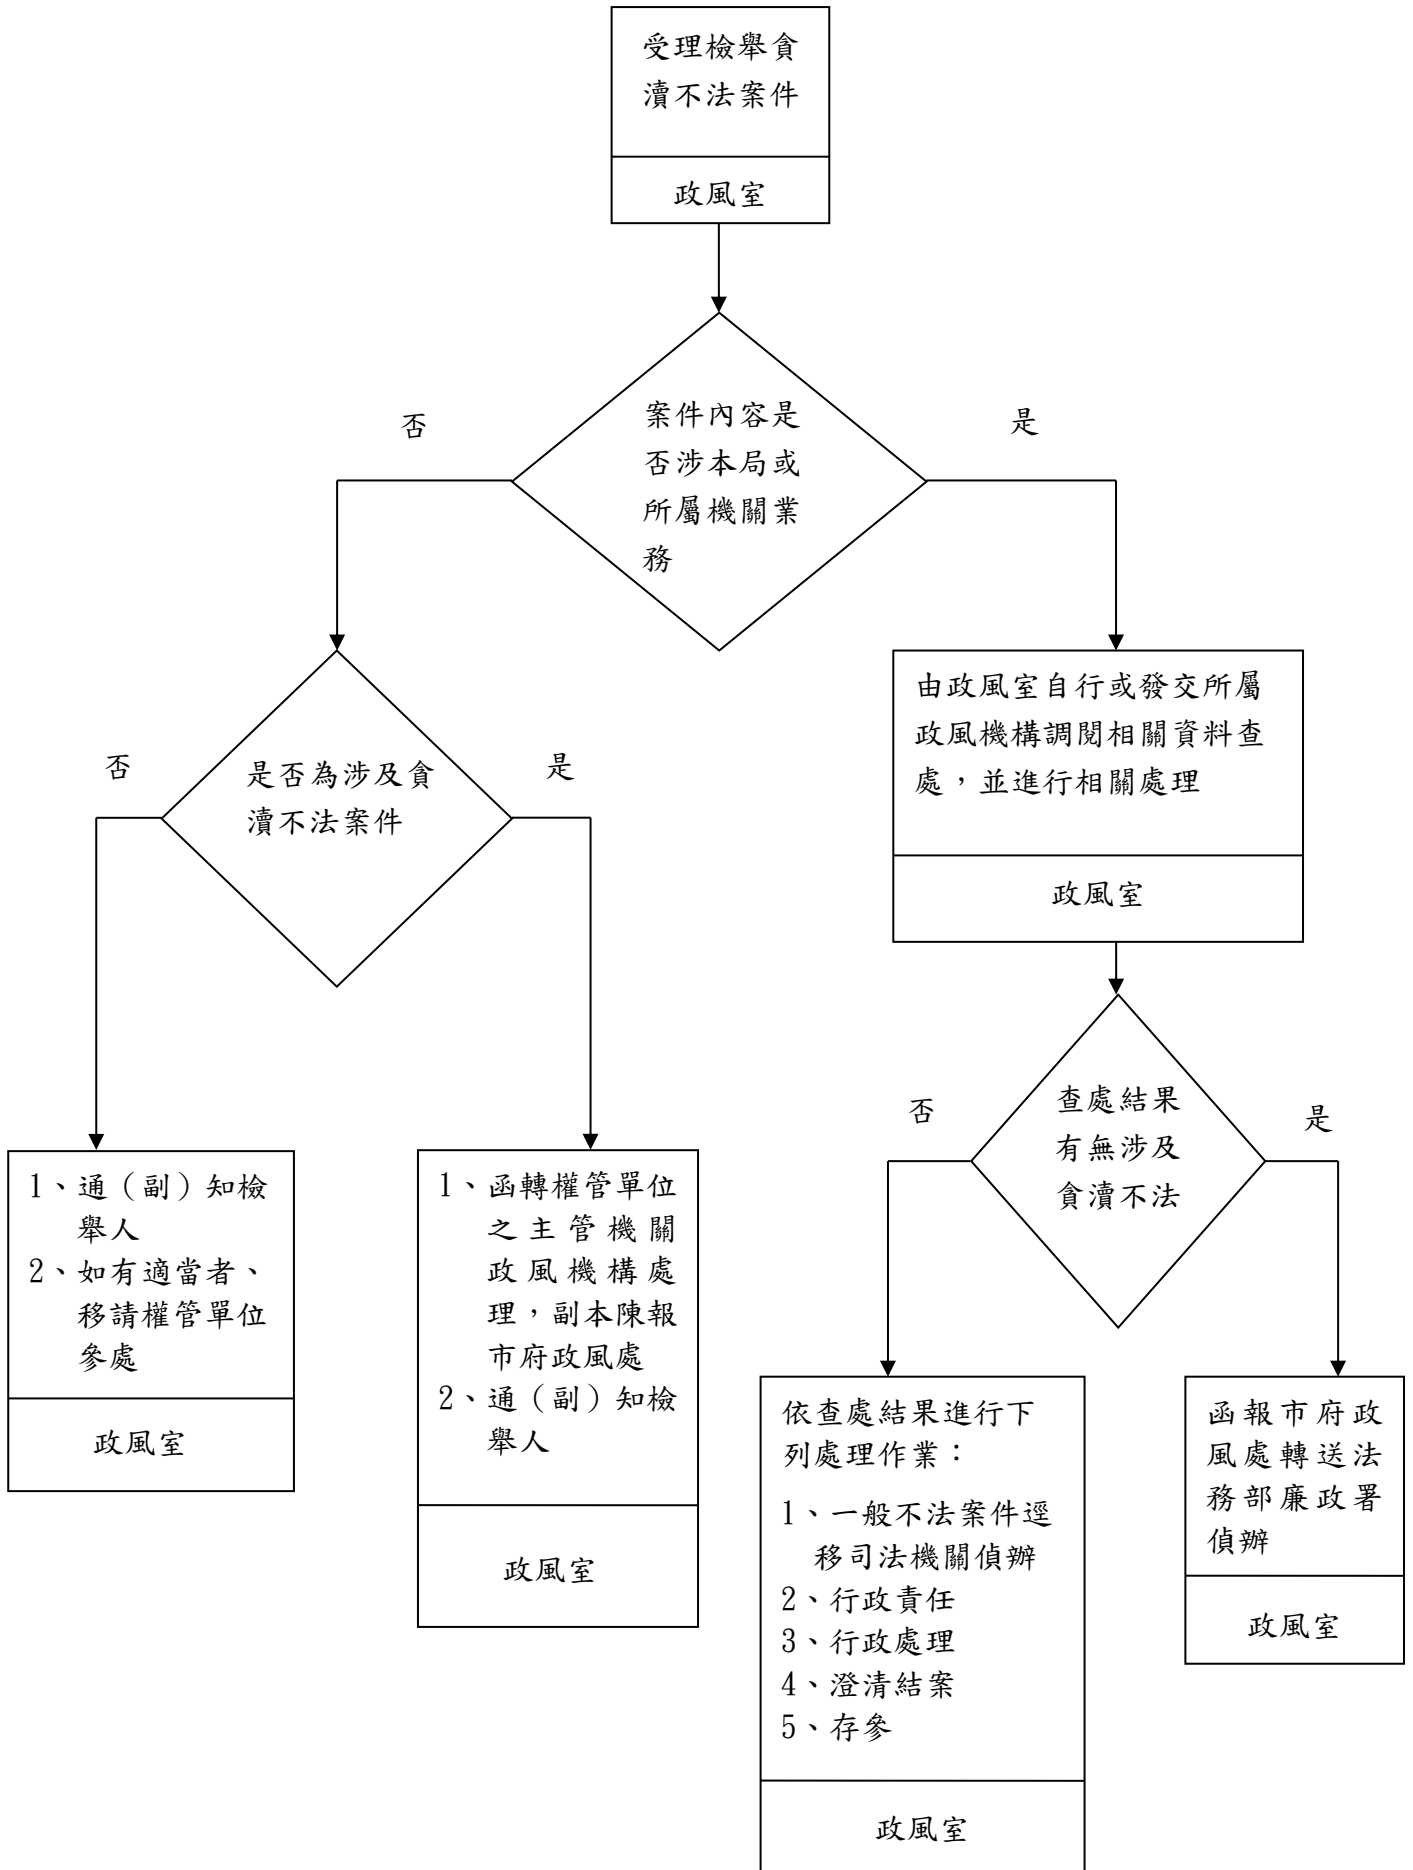 受理檢舉貪
瀆不法案件
政風室
案件內容是
否涉本局或
所屬機關業
務
否
是
是否為涉及貪
瀆不法案件
否
是
由政風室自行或發交所屬
政風機構調閱相關資料查
處，並進行相關處理
政風室
查處結果
有無涉及
貪瀆不法
否
是
1、通（副）知檢
舉人
2、如有適當者、
移請權管單位
參處
政風室
1、函轉權管單位
之主管機關
政風機構處
理，副本陳報
市府政風處
2、通（副）知檢
舉人
政風室
依查處結果進行下
列處理作業：
1、一般不法案件逕
移司法機關偵辦
2、行政責任
3、行政處理
4、澄清結案
5、存參
政風室
函報市府政
風處轉送法
務部廉政署
偵辦
政風室